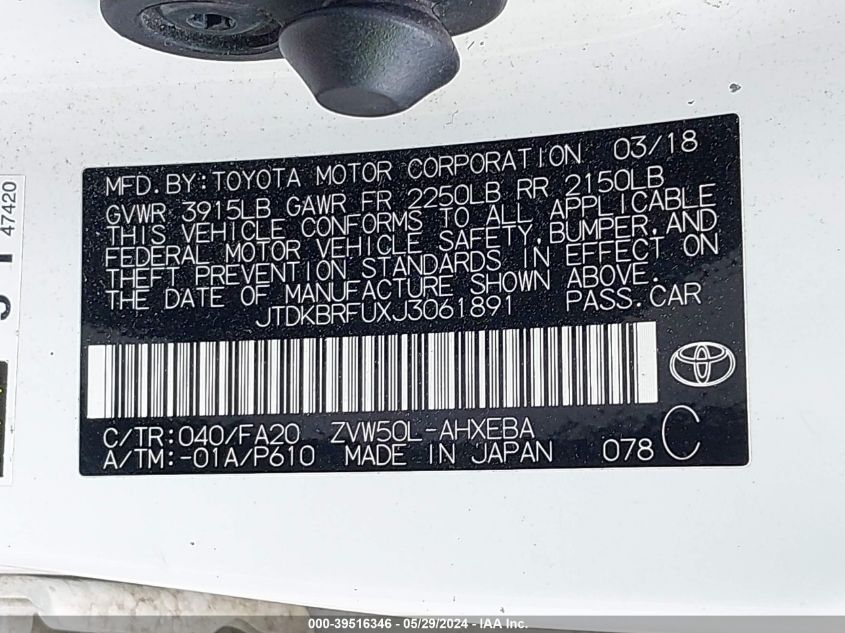 MFD. BY: TOYOTA MOTOR CORPORATION 03/18
GVWR 3915LB GAWR FR 2250LB RR 2150LB
THIS VEHICLE CONFORMS TO ALL APPLICABLE
FEDERAL MOTOR VEHICLE SAFETY, BUMPER, AND
THEFT PREVENTION STANDARDS IN EFFECT ON
THE DATE OF MANUFACTURE SHOWN ABOVE.
JTDKBRFUXJ3061891 PASS. CAR
C/TR: 040/FA20 ZVW50L-AHXEBA
A/TM: -01A/P610 MADE IN JAPAN 078 C
47420
000-39516346 - 05/29/2024 - IAA Inc.